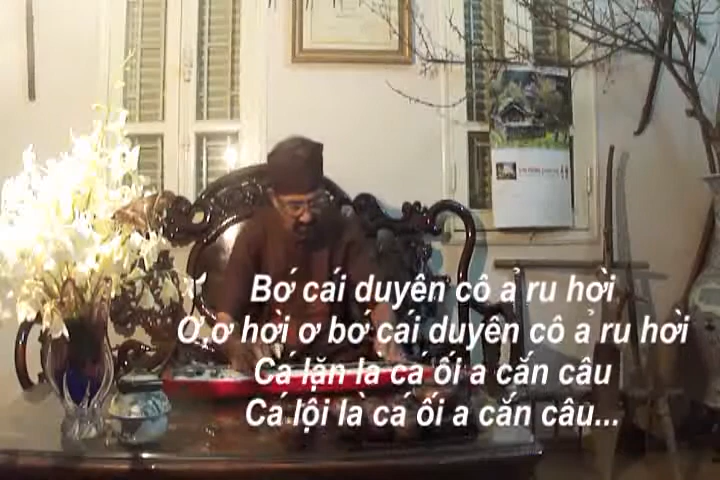 Bớ cái duyên cô ả ru hời
Ơ,ơ hời ơ bớ cái duyên cô ả ru hời
Cá lặn là cá ối a cắn câu
Cá lội là cá ối a cắn câu...